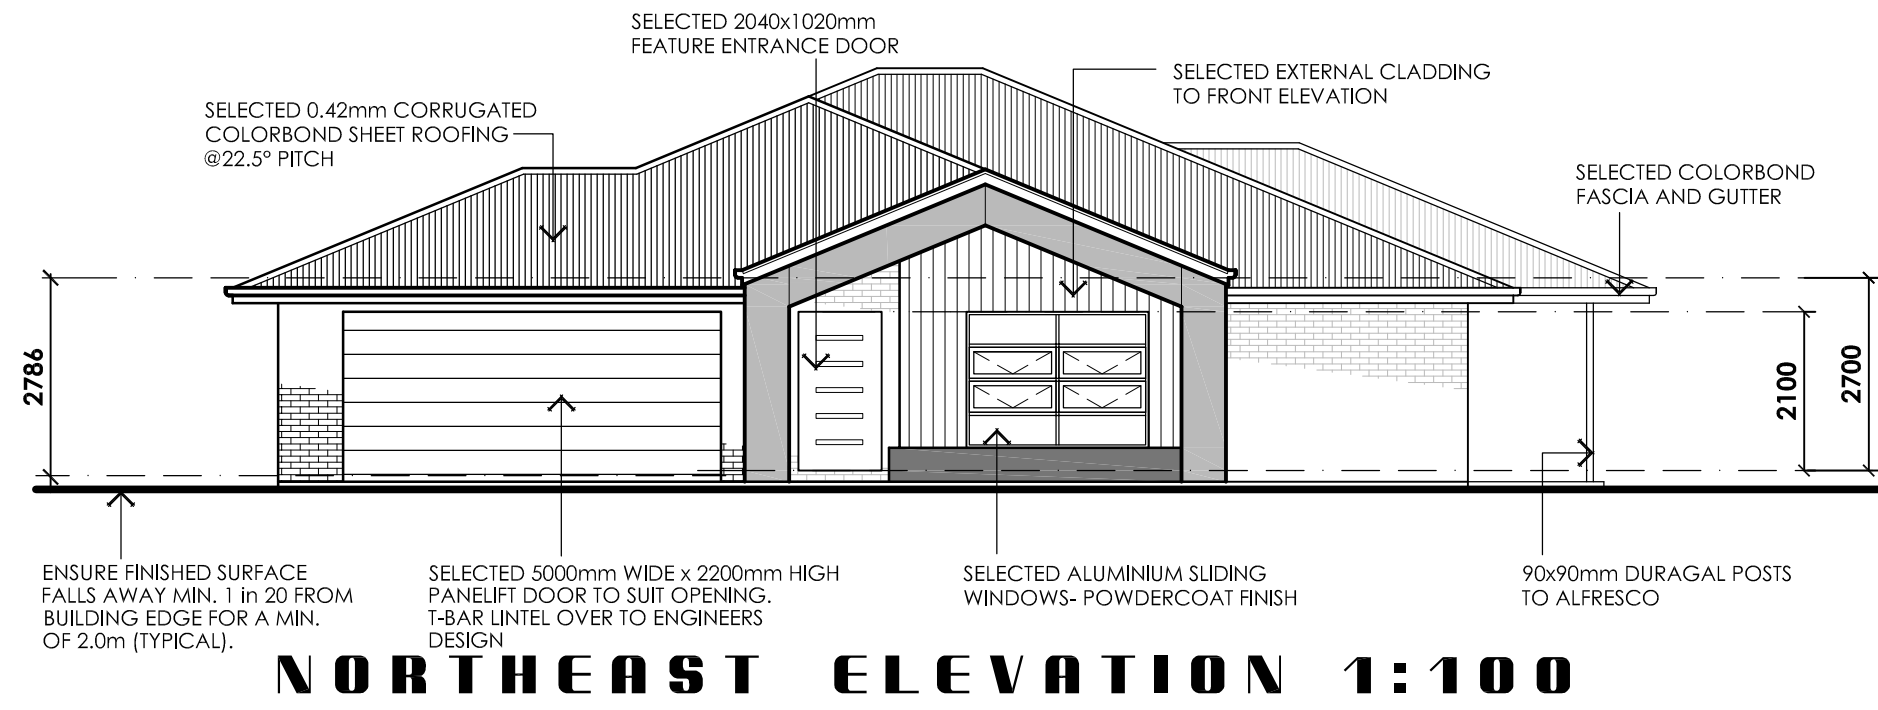 SELECTED 2040x1020mm
FEATURE ENTRANCE DOOR
SELECTED EXTERNAL CLADDING
TO FRONT ELEVATION
SELECTED 0.42mm CORRUGATED
COLORBOND SHEET ROOFING
@22.5° PITCH
SELECTED COLORBOND
FASCIA AND GUTTER
2786
2100
2700
ENSURE FINISHED SURFACE
FALLS AWAY MIN. 1 in 20 FROM
BUILDING EDGE FOR A MIN.
OF 2.0m (TYPICAL).
SELECTED 5000mm WIDE x 2200mm HIGH
PANELIFT DOOR TO SUIT OPENING.
T-BAR LINTEL OVER TO ENGINEERS
DESIGN
SELECTED ALUMINIUM SLIDING
WINDOWS- POWDERCOAT FINISH
90x90mm DURAGAL POSTS
TO ALFRESCO
NORTHEAST ELEVATION 1:100